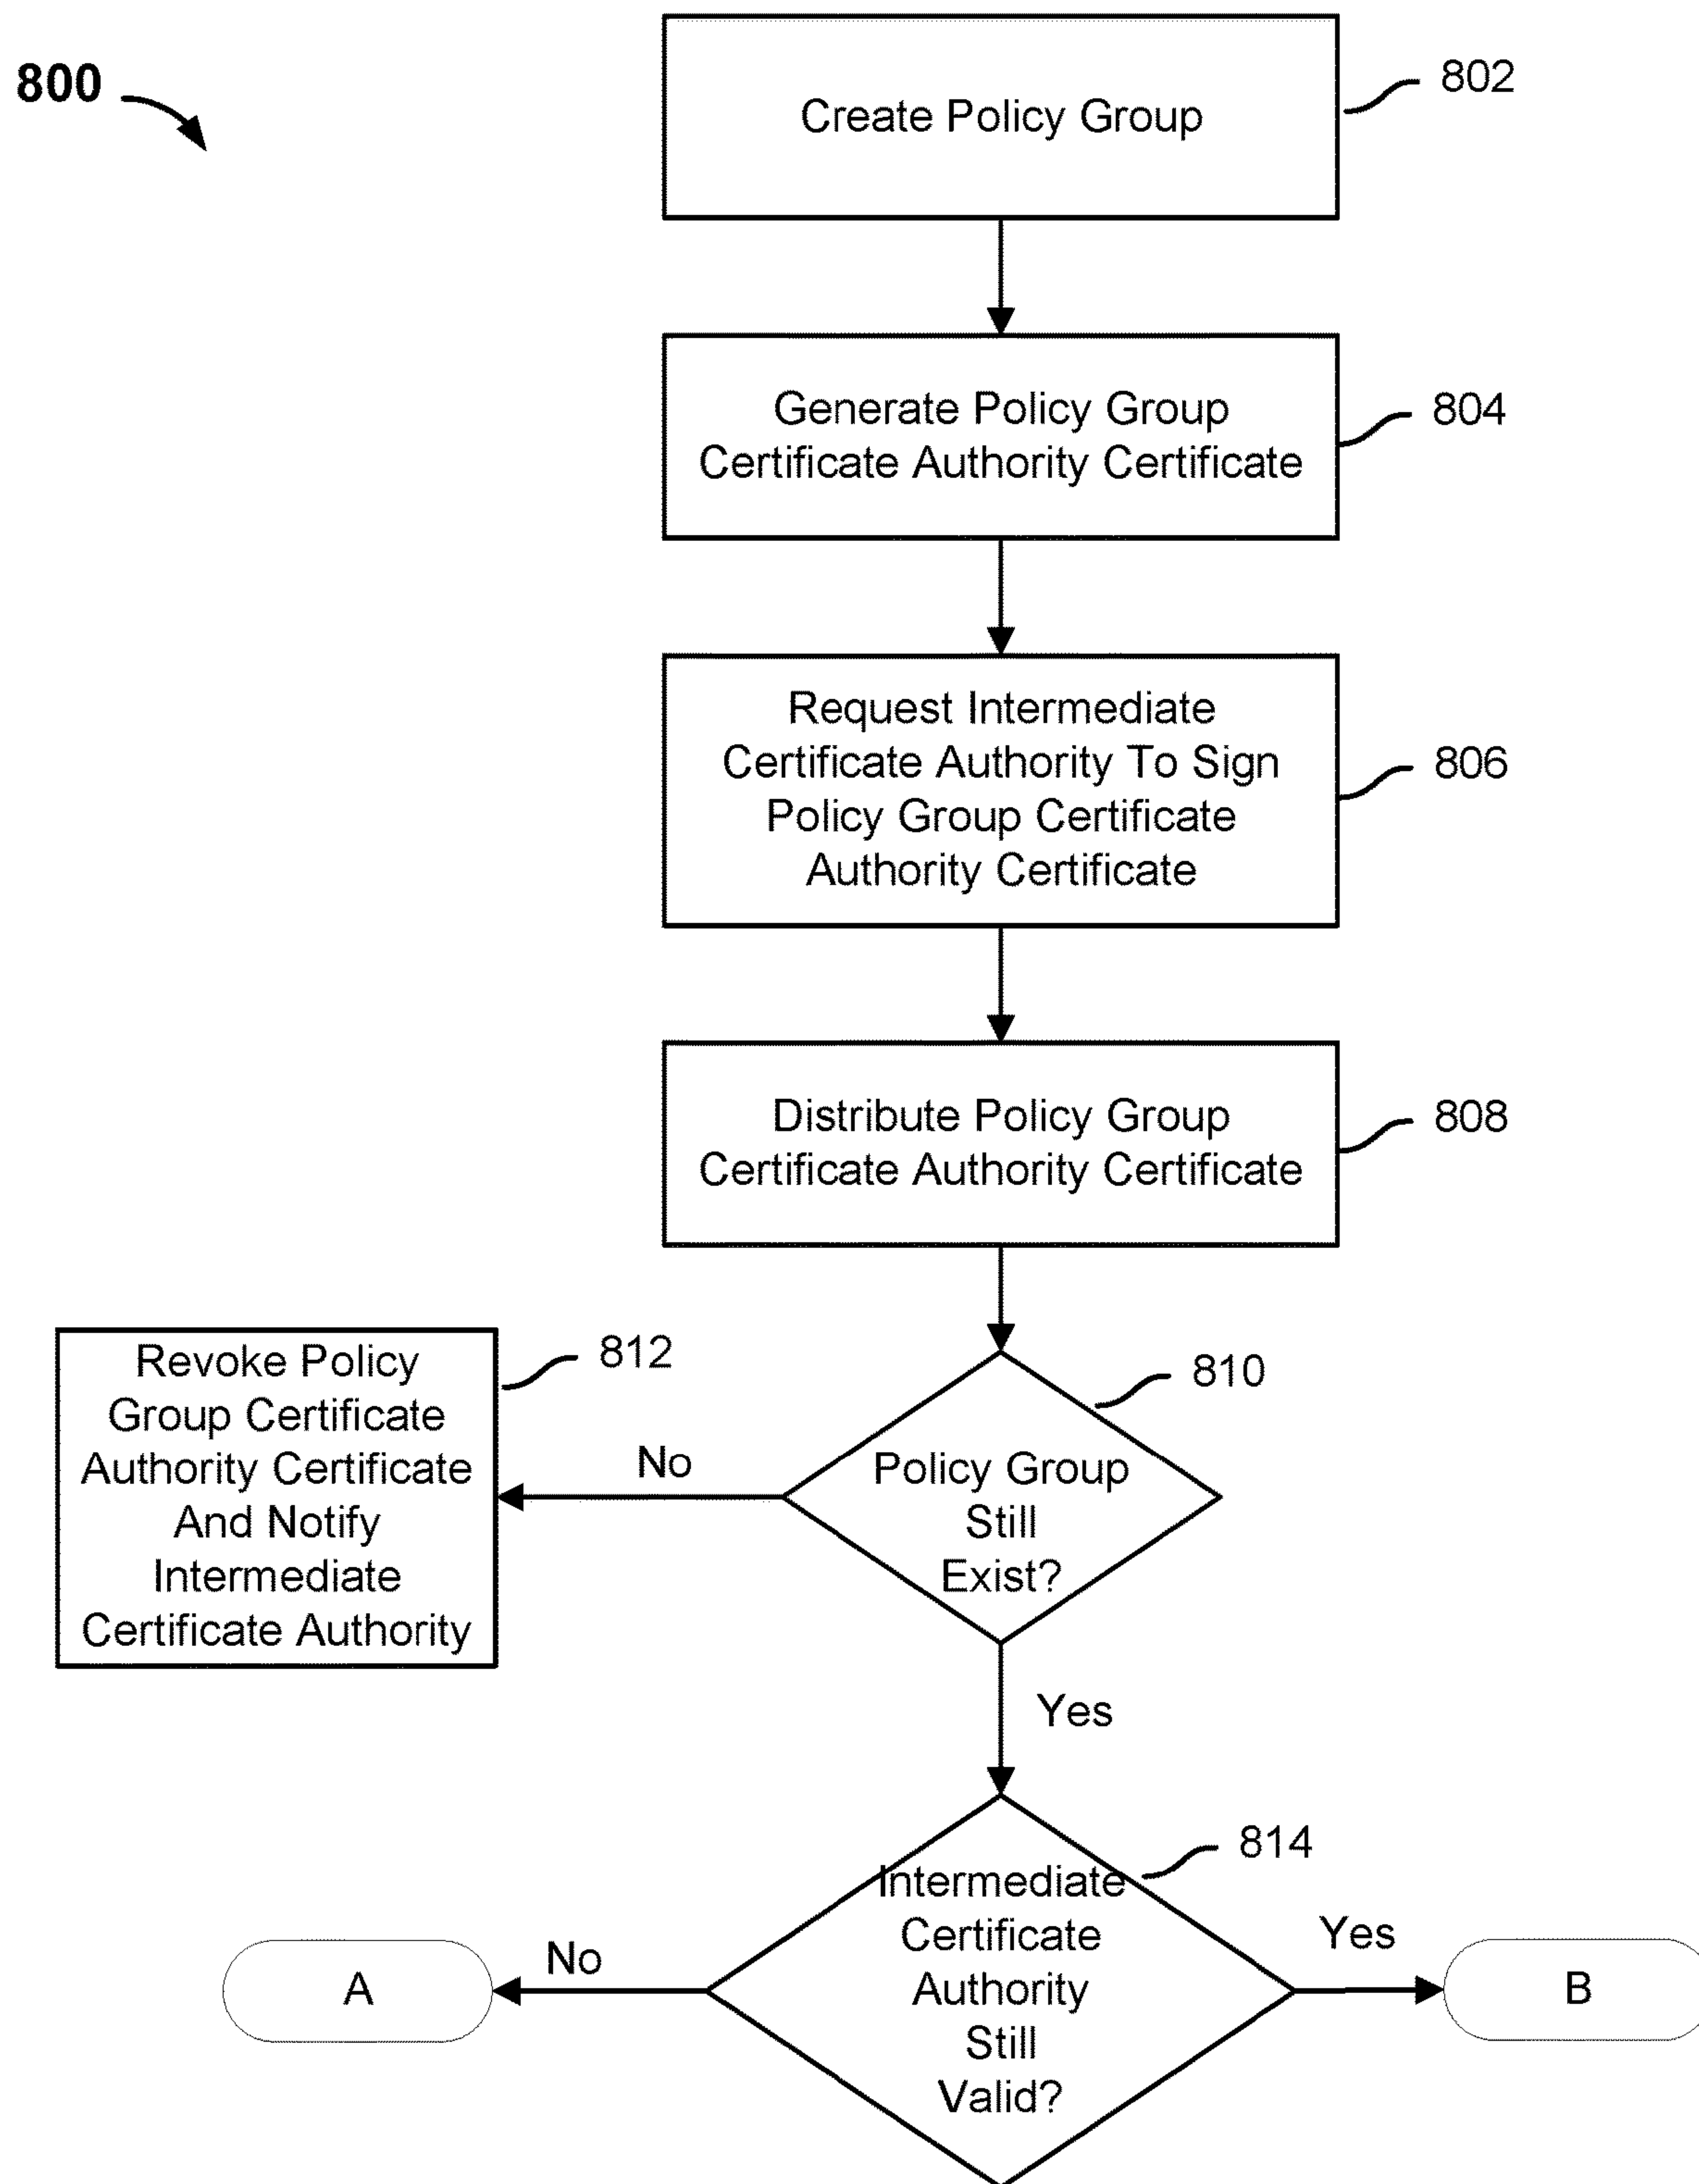 800
802
Create Policy Group
804
Generate Policy Group
Certificate Authority Certificate
806
Request Intermediate
Certificate Authority To Sign
Policy Group Certificate
Authority Certificate
808
Distribute Policy Group
Certificate Authority Certificate
812
Revoke Policy
Group Certificate
Authority Certificate
And Notify
Intermediate
Certificate Authority
810
No
Policy Group
Still
Exist?
Yes
814
Intermediate
Certificate
Authority
Still
Valid?
No
A
Yes
B